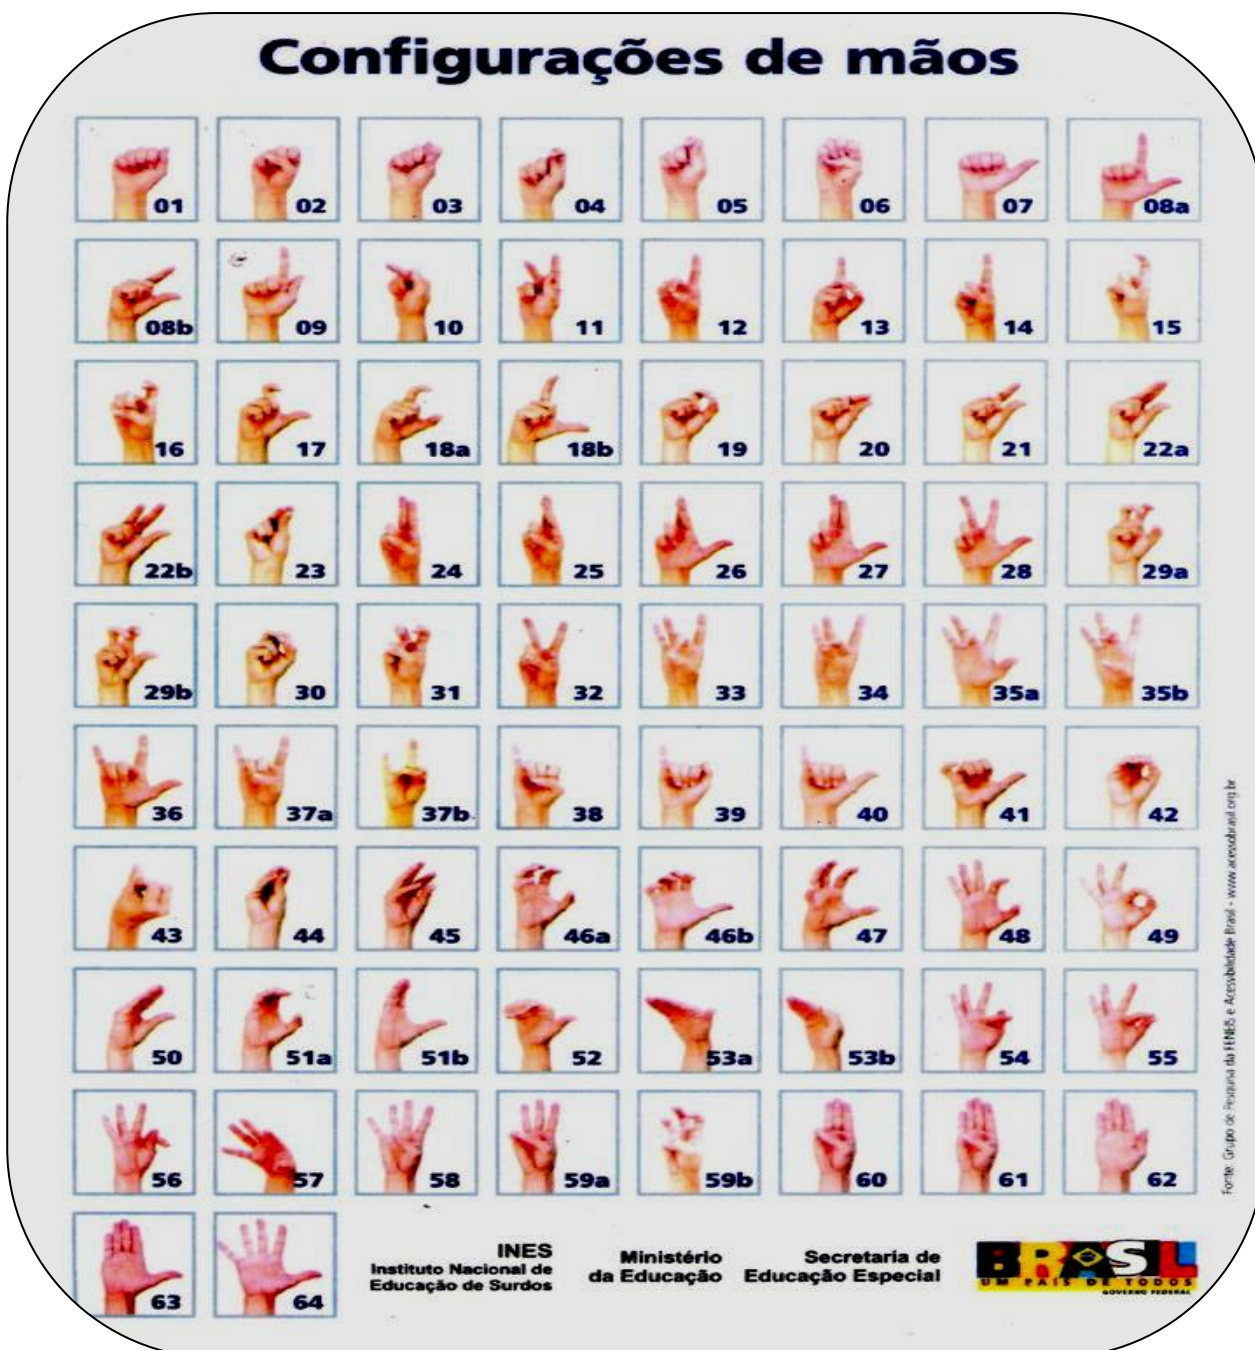 Configurações de mãos
01 02 03 04 05 06 07 08a
08b 09 10 11 12 13 14 15
16 17 18a 18b 19 20 21 22a
22b 23 24 25 26 27 28 29a
29b 30 31 32 33 34 35a 35b
36 37a 37b 38 39 40 41 42
43 44 45 46a 46b 47 48 49
50 51a 51b 52 53a 53b 54 55
56 57 58 59a 59b 60 61 62
63 64
INES
Instituto Nacional de
Educação de Surdos
Ministério
da Educação
Secretaria de
Educação Especial
BRASIL
UM PAÍS DE TODOS
GOVERNO FEDERAL
Fonte: Grupo de Pesquisa da FENEIS e Acessibilidade Brasil - www.acessobrasil.org.br